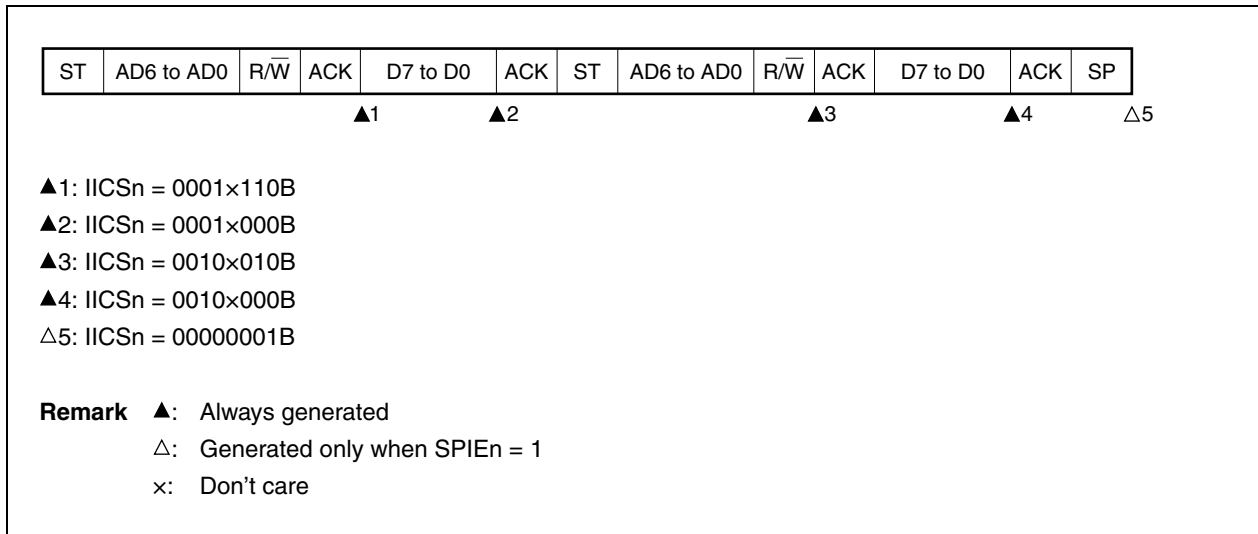 ST AD6 to AD0 R/W̅ ACK D7 to D0 ACK ST AD6 to AD0 R/W̅ ACK D7 to D0 ACK SP
▲1 ▲2 ▲3 ▲4 △5
▲1: IICSn = 0001×110B
▲2: IICSn = 0001×000B
▲3: IICSn = 0010×010B
▲4: IICSn = 0010×000B
△5: IICSn = 00000001B
Remark ▲: Always generated
△: Generated only when SPIEn = 1
×: Don't care